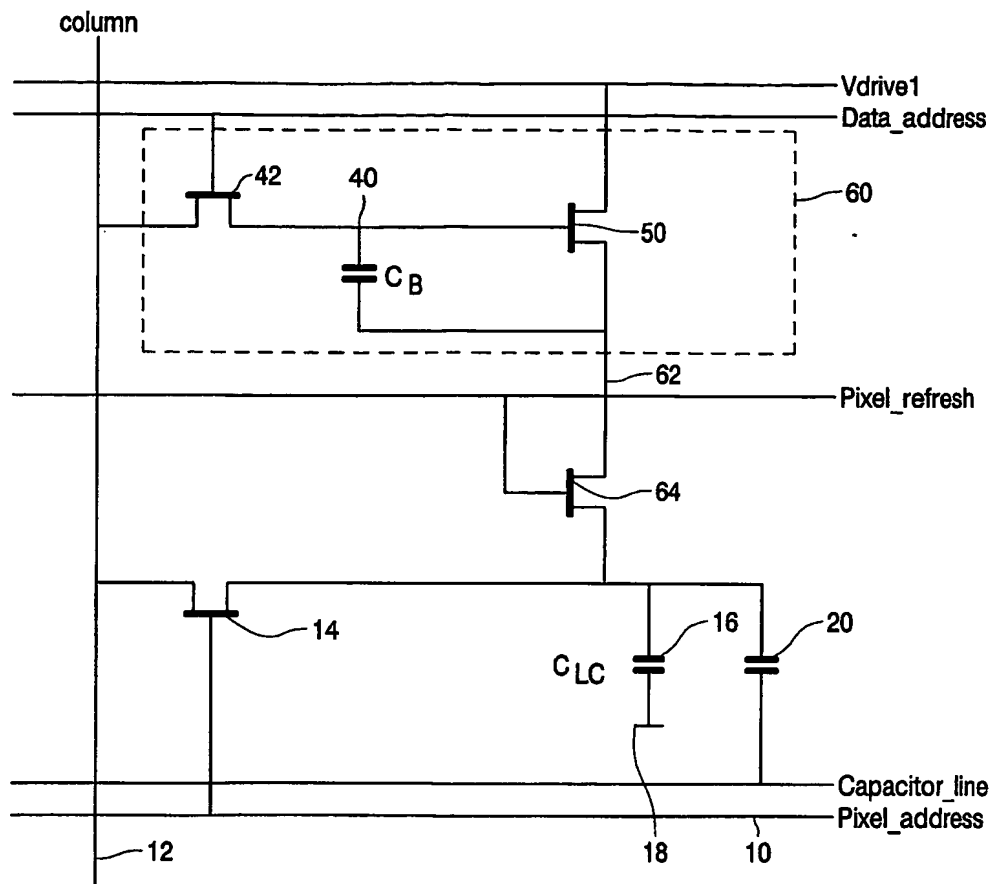 column
Vdrive1
Data_address
42
40
60
50
C B
62
Pixel_refresh
64
14
16
20
C LC
Capacitor_line
Pixel_address
12
18
10